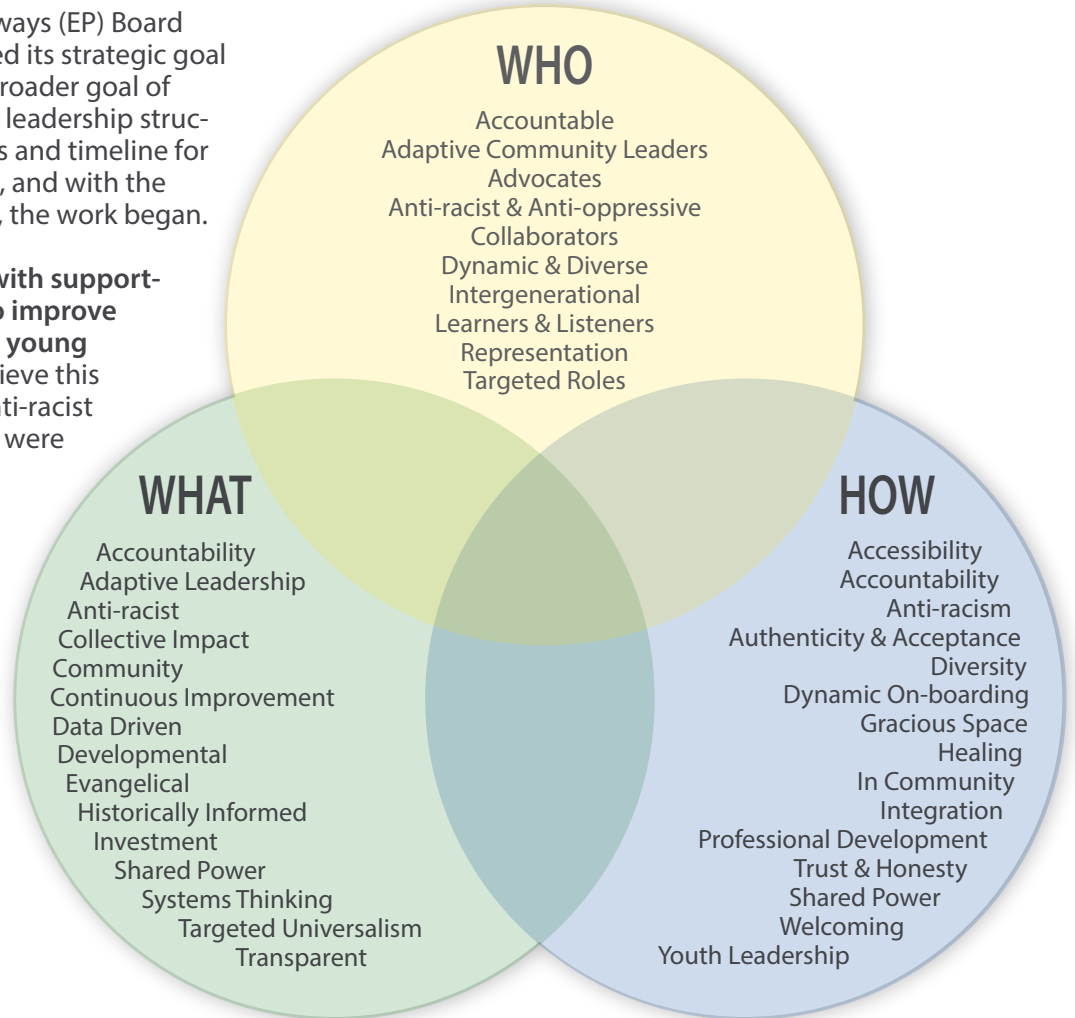 ways (EP) Board
ed its strategic goal
roader goal of
leadership struc-
s and timeline for
, and with the
, the work began.
with support-
o improve
young
ieve this
ti-racist
were
WHO
Accountable
Adaptive Community Leaders
Advocates
Anti-racist & Anti-oppressive
Collaborators
Dynamic & Diverse
Intergenerational
Learners & Listeners
Representation
Targeted Roles
WHAT
Accountability
Adaptive Leadership
Anti-racist
Collective Impact
Community
Continuous Improvement
Data Driven
Developmental
Evangelical
Historically Informed
Investment
Shared Power
Systems Thinking
Targeted Universalism
Transparent
HOW
Accessibility
Accountability
Anti-racism
Authenticity & Acceptance
Diversity
Dynamic On-boarding
Gracious Space
Healing
In Community
Integration
Professional Development
Trust & Honesty
Shared Power
Welcoming
Youth Leadership